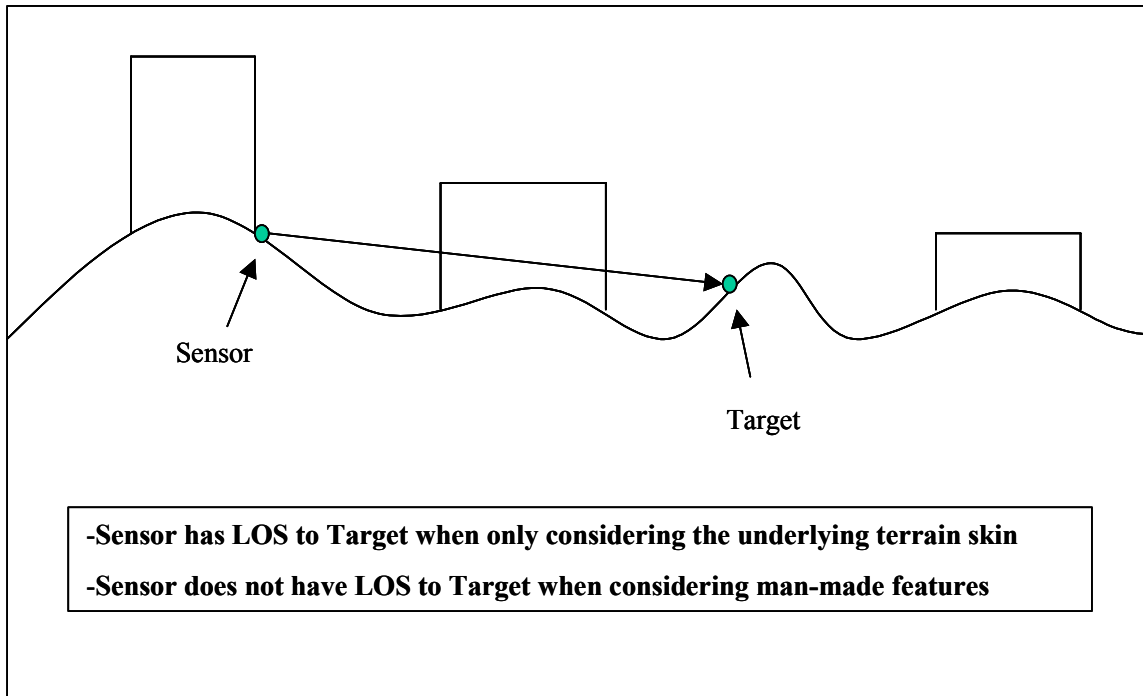 Sensor
Target
-Sensor has LOS to Target when only considering the underlying terrain skin
-Sensor does not have LOS to Target when considering man-made features